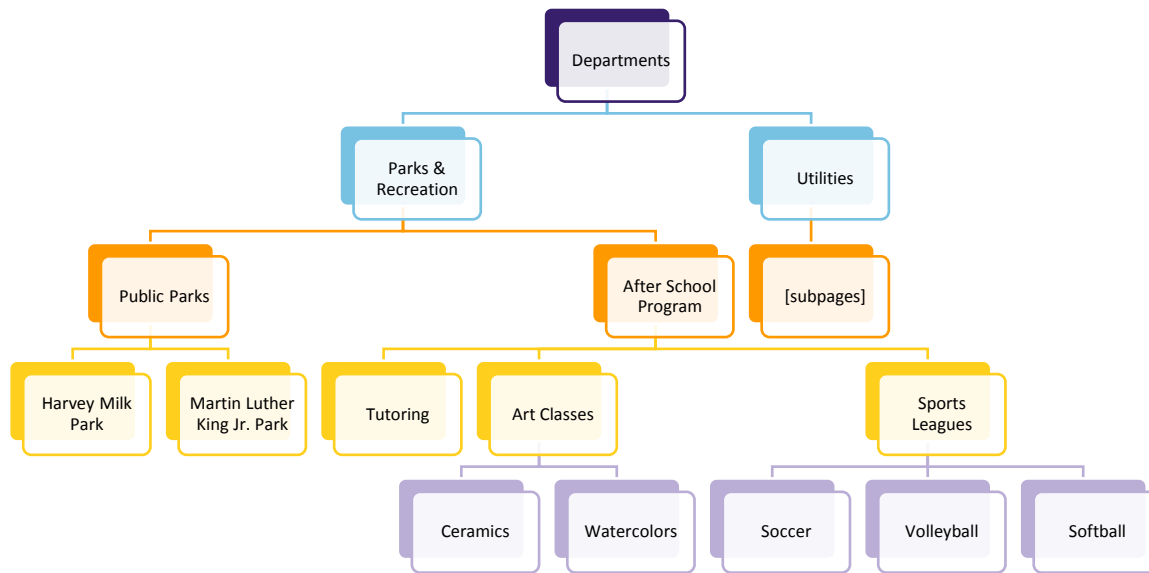 Departments
Parks &
Recreation
Utilities
Public Parks
After School
Program
[subpages]
Harvey Milk
Park
Martin Luther
King Jr. Park
Tutoring
Art Classes
Sports
Leagues
Ceramics
Watercolors
Soccer
Volleyball
Softball